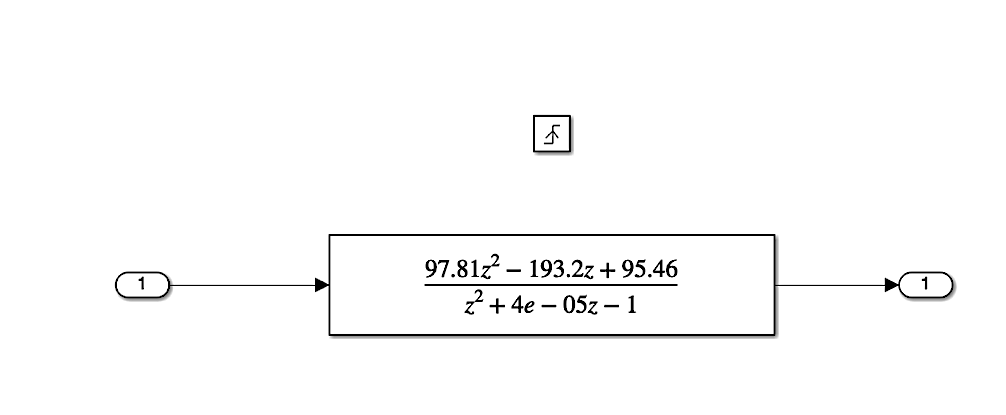 97.81z² − 193.2z + 95.46
1
1
z² + 4e − 05z − 1